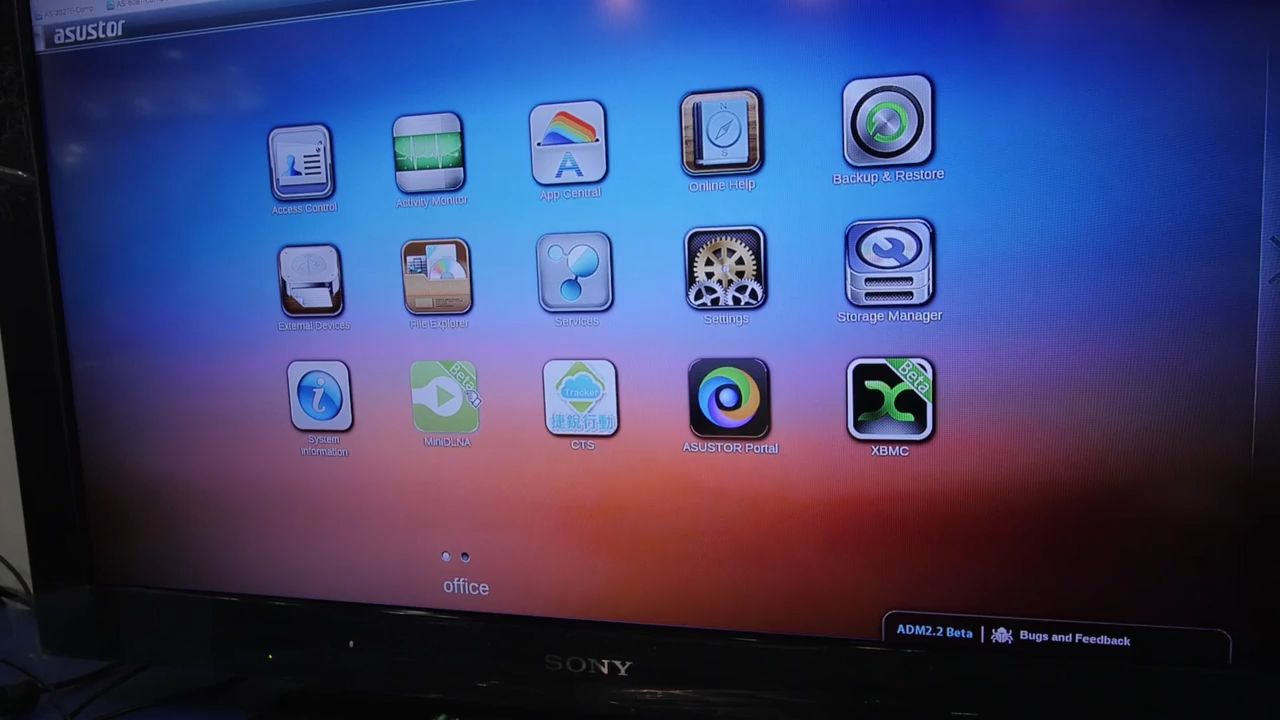 asustor
Access Control
Activity Monitor
App Central
Online Help
Backup & Restore
External Devices
File Explorer
Services
Settings
Storage Manager
Beta
Tracker
捷銳行動
Beta
System
Information
MiniDLNA
CTS
ASUSTOR Portal
XBMC
office
ADM2.2 Beta | Bugs and Feedback
SONY